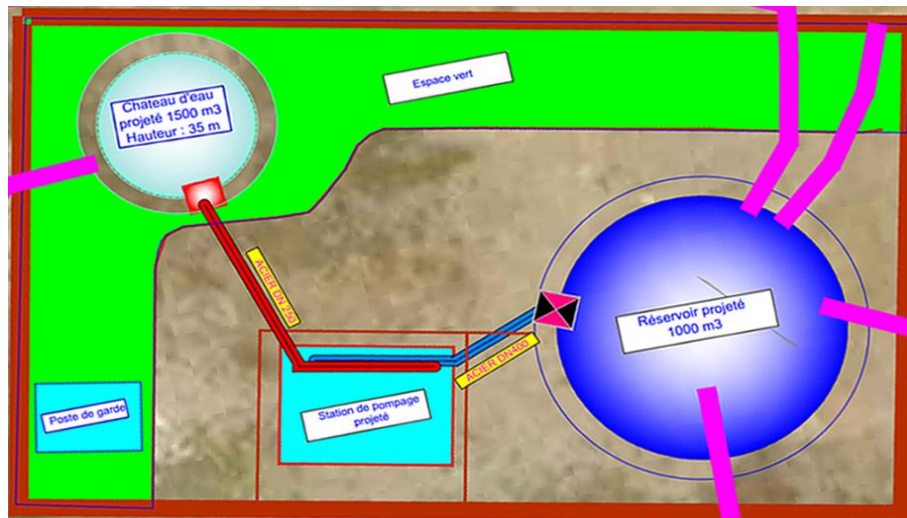 Espace vert
Chateau d'eau
projeté 1500 m3
Hauteur : 35 m
ACIER DN 250
Réservoir projeté
1000 m3
ACIER DN400
Poste de garde
Station de pompage
projeté